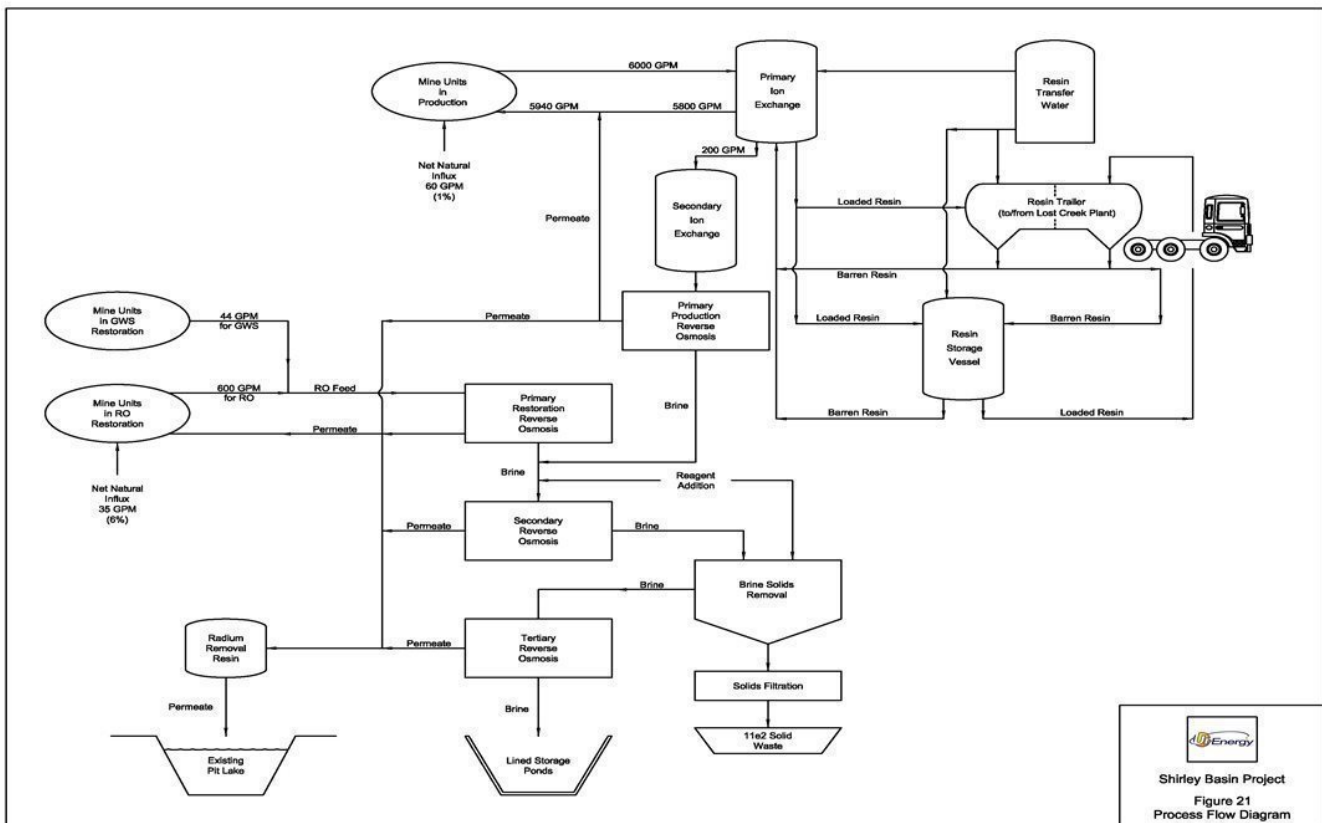 6000 GPM
Mine Units
in
Production
5940 GPM
5800 GPM
Primary
Ion
Exchange
Resin
Transfer
Water
Net Natural
Influx
60 GPM
(1%)
200 GPM
Secondary
Ion
Exchange
Permeate
Loaded Resin
Resin Trailer
(to/from Lost Creek Plant)
Barren Resin
Mine Units
in GWS
Restoration
44 GPM
for GWS
Permeate
Primary
Production
Reverse
Osmosis
Loaded Resin
Resin
Storage
Vessel
Barren Resin
Mine Units
in RO
Restoration
600 GPM
for RO
RO Feed
Primary
Restoration
Reverse
Osmosis
Brine
Barren Resin
Loaded Resin
Permeate
Net Natural
Influx
35 GPM
(6%)
Brine
Reagent
Addition
Permeate
Secondary
Reverse
Osmosis
Brine
Brine
Brine Solids
Removal
Radium
Removal
Resin
Permeate
Tertiary
Reverse
Osmosis
Solids Filtration
Permeate
Brine
11e2 Solid
Waste
Existing
Pit Lake
Lined Storage
Ponds
Energy
Shirley Basin Project
Figure 21
Process Flow Diagram